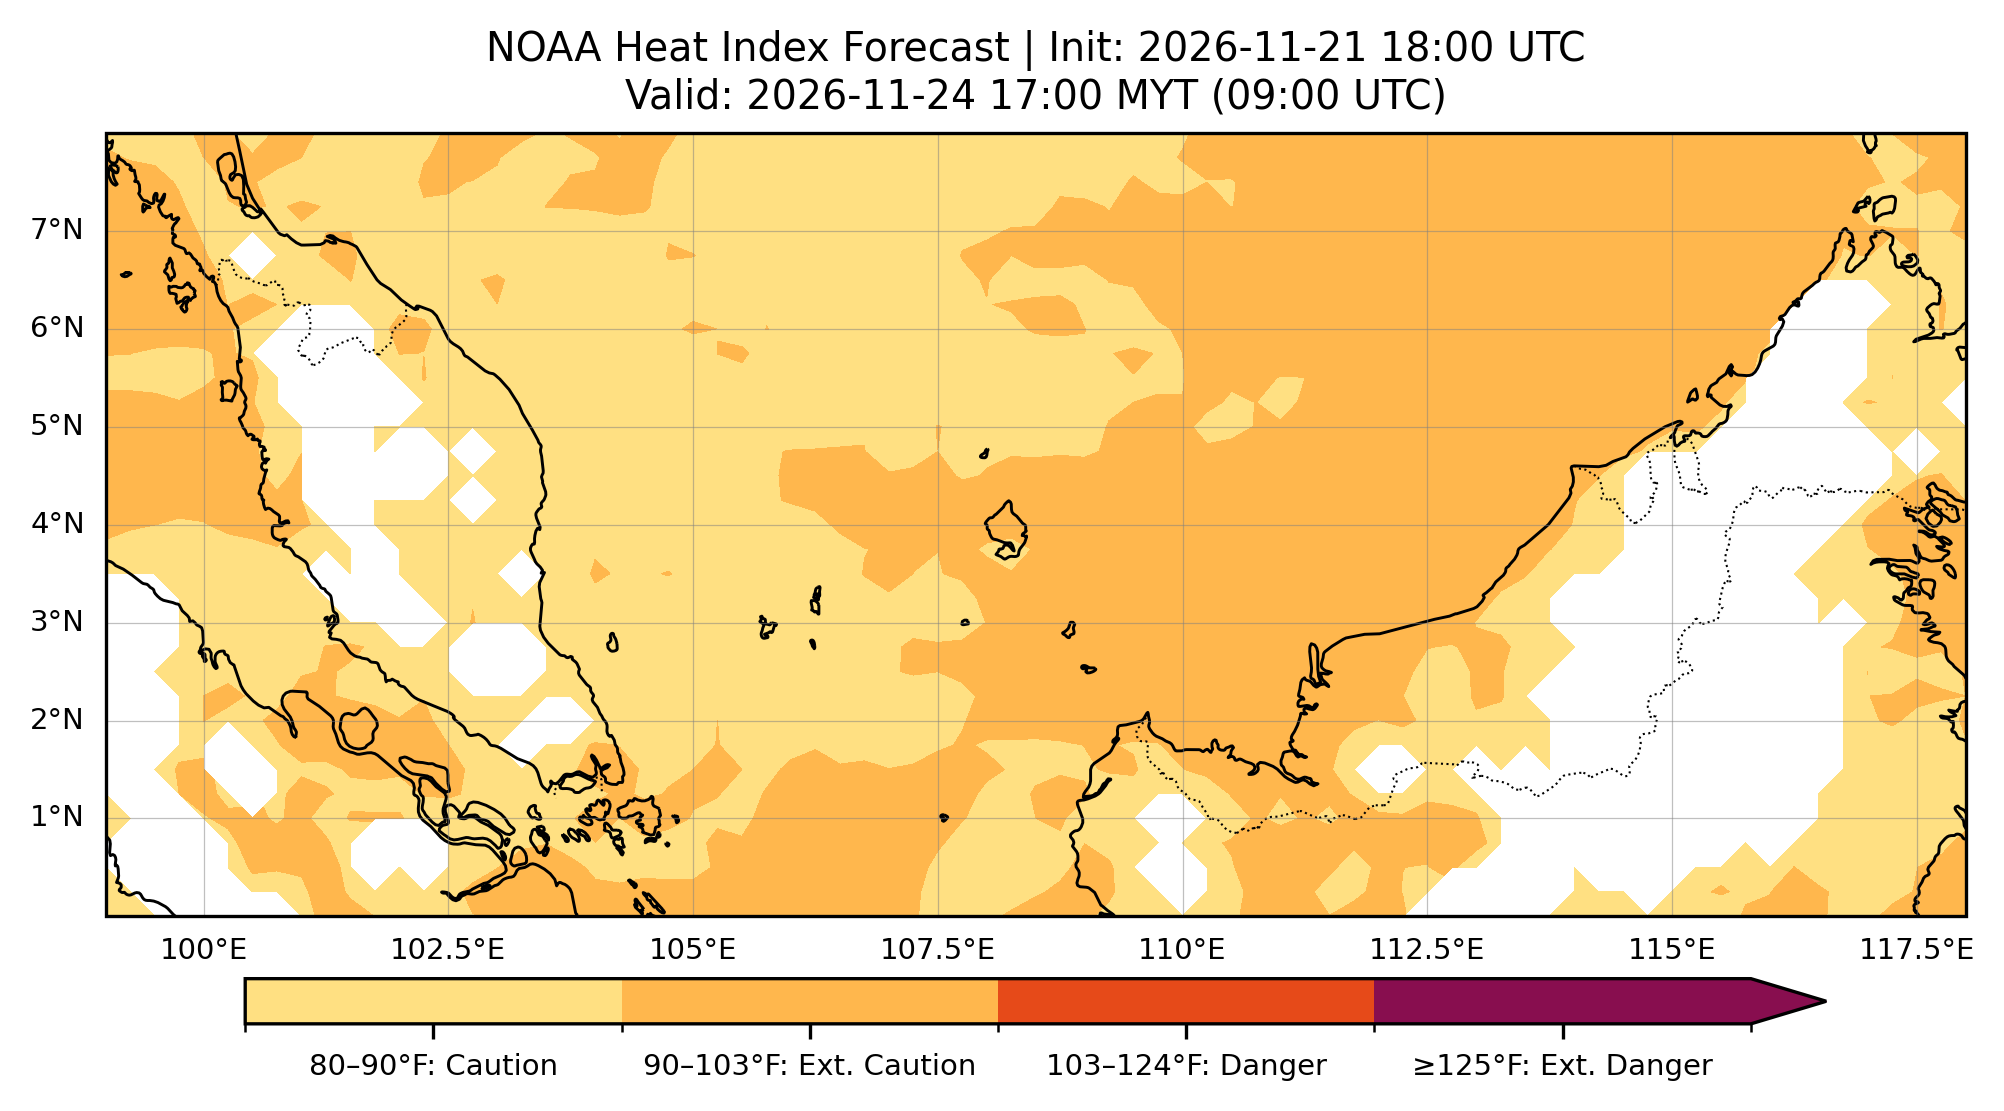 NOAA Heat Index Forecast | Init: 2026-11-21 18:00 UTC
Valid: 2026-11-24 17:00 MYT (09:00 UTC)
7°N
6°N
5°N
4°N
3°N
2°N
1°N
100°E 102.5°E 105°E 107.5°E 110°E 112.5°E 115°E 117.5°E
80–90°F: Caution 90–103°F: Ext. Caution 103–124°F: Danger ≥125°F: Ext. Danger